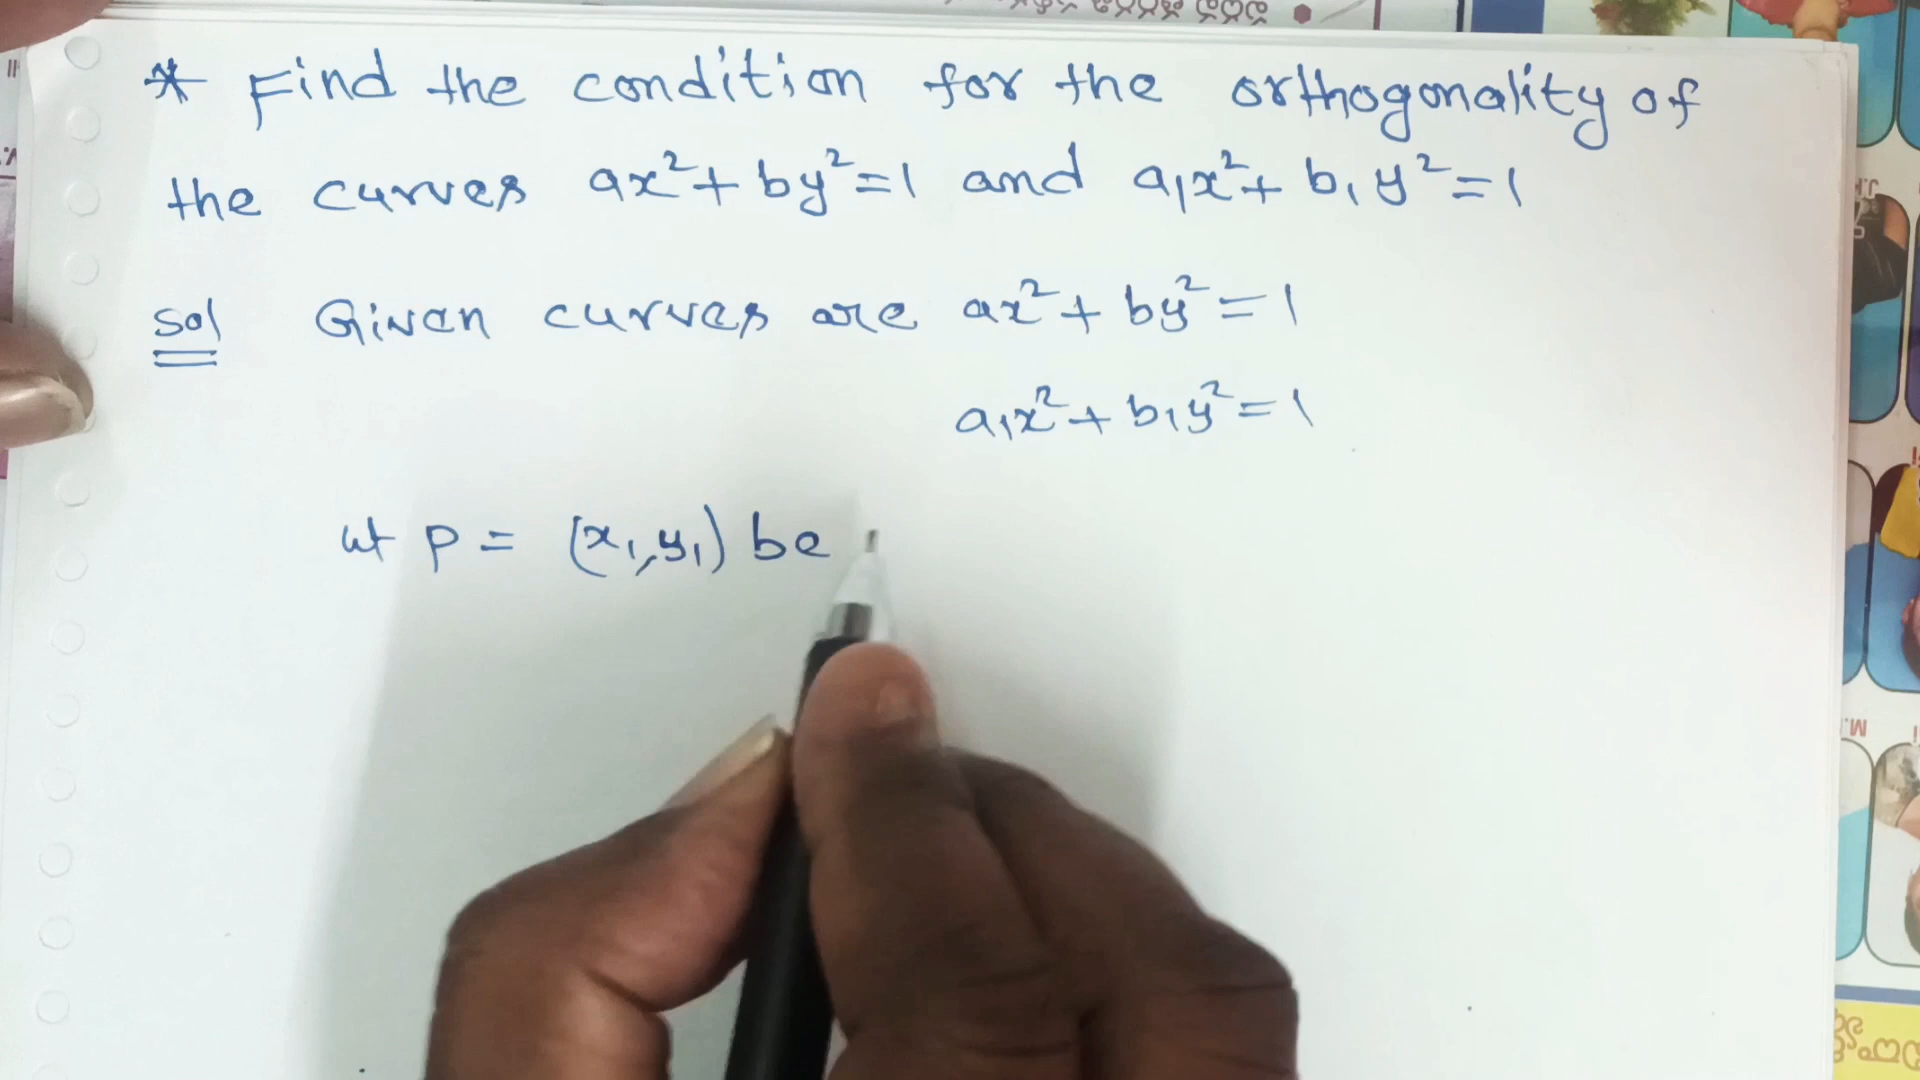 * Find the condition for the orthogonality of
the curves ax²+ by²=1 and a₁x²+ b₁y²=1
Sol Given curves are ax²+ by²=1
a₁x²+ b₁y²=1
let P = (x₁,y₁) be